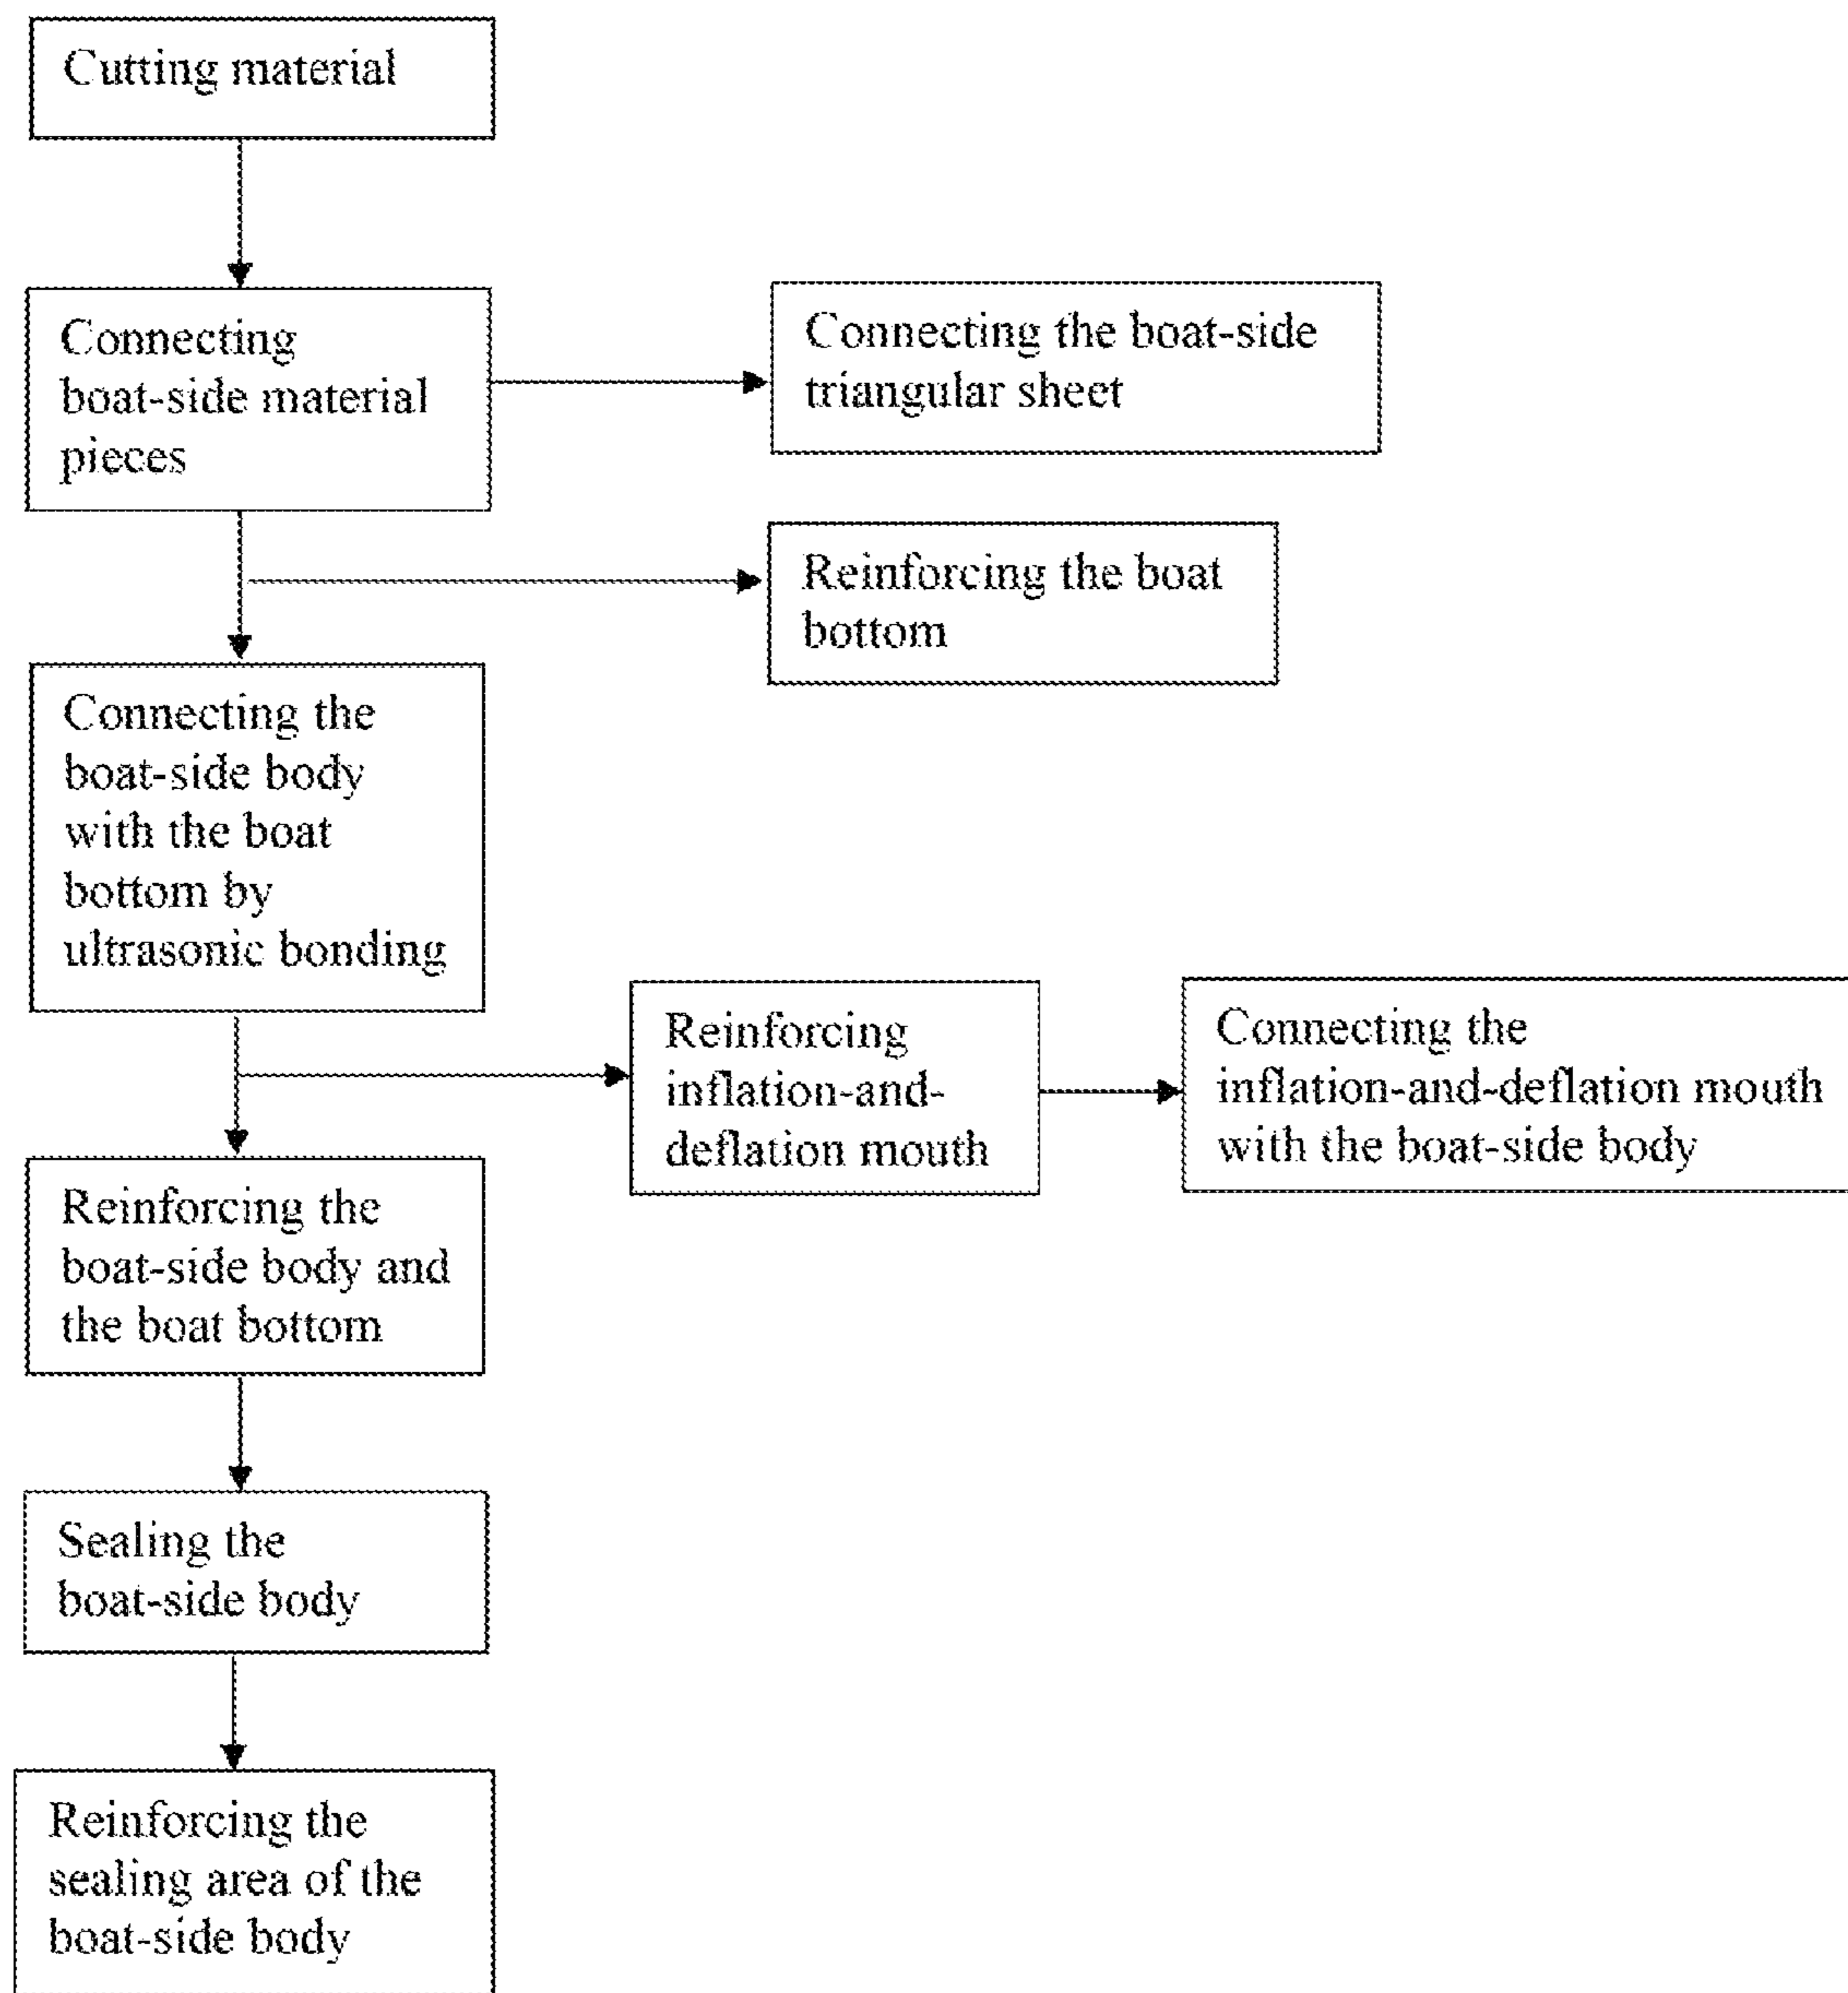 Cutting material
Connecting
boat-side material
pieces
Connecting the boat-side
triangular sheet
Reinforcing the boat
bottom
Connecting the
boat-side body
with the boat
bottom by
ultrasonic bonding
Reinforcing
inflation-and-
deflation mouth
Connecting the
inflation-and-deflation mouth
with the boat-side body
Reinforcing the
boat-side body and
the boat bottom
Sealing the
boat-side body
Reinforcing the
sealing area of the
boat-side body